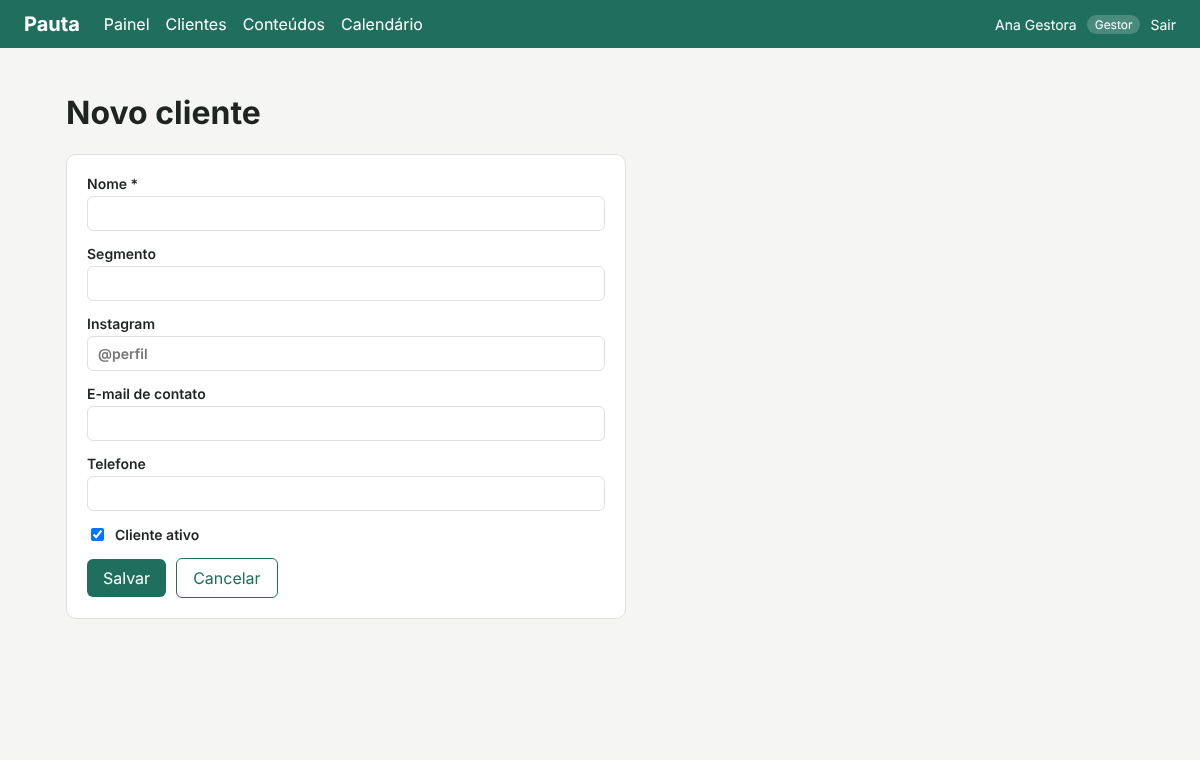 Pauta Painel Clientes Conteúdos Calendário Ana Gestora Gestor Sair
Novo cliente
Nome *
Segmento
Instagram
@perfil
E-mail de contato
Telefone
Cliente ativo
Salvar Cancelar